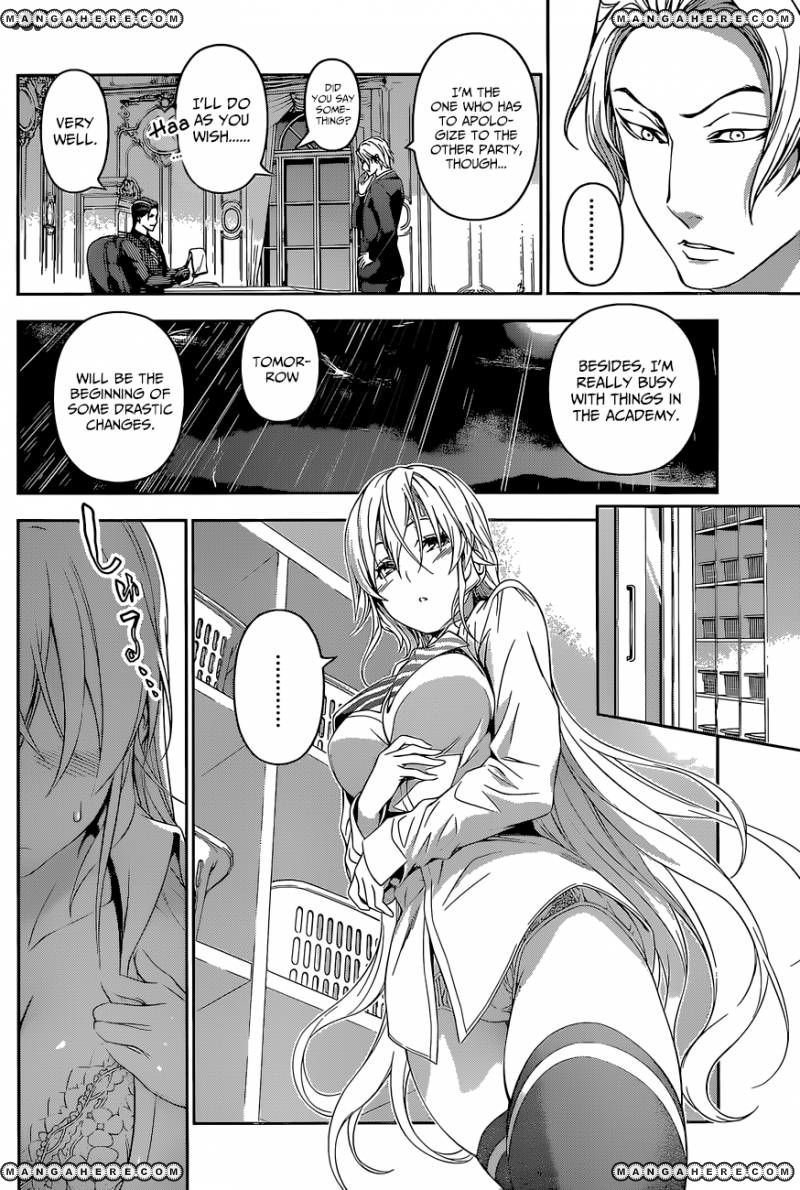 MANGAHERE.COM
MANGAHERE.COM
.........
I'M THE
ONE WHO HAS
TO APOLO-
GIZE TO THE
OTHER PARTY,
THOUGH...
DID
YOU SAY
SOME-
THING?
I'LL DO
AS YOU
WISH......
Haa
...
VERY
WELL.
BESIDES, I'M
REALLY BUSY
WITH THINGS IN
THE ACADEMY.
TOMOR-
ROW
WILL BE THE
BEGINNING OF
SOME DRASTIC
CHANGES.
.........
しゅる...
MANGAHERE.COM
MANGAHERE.COM